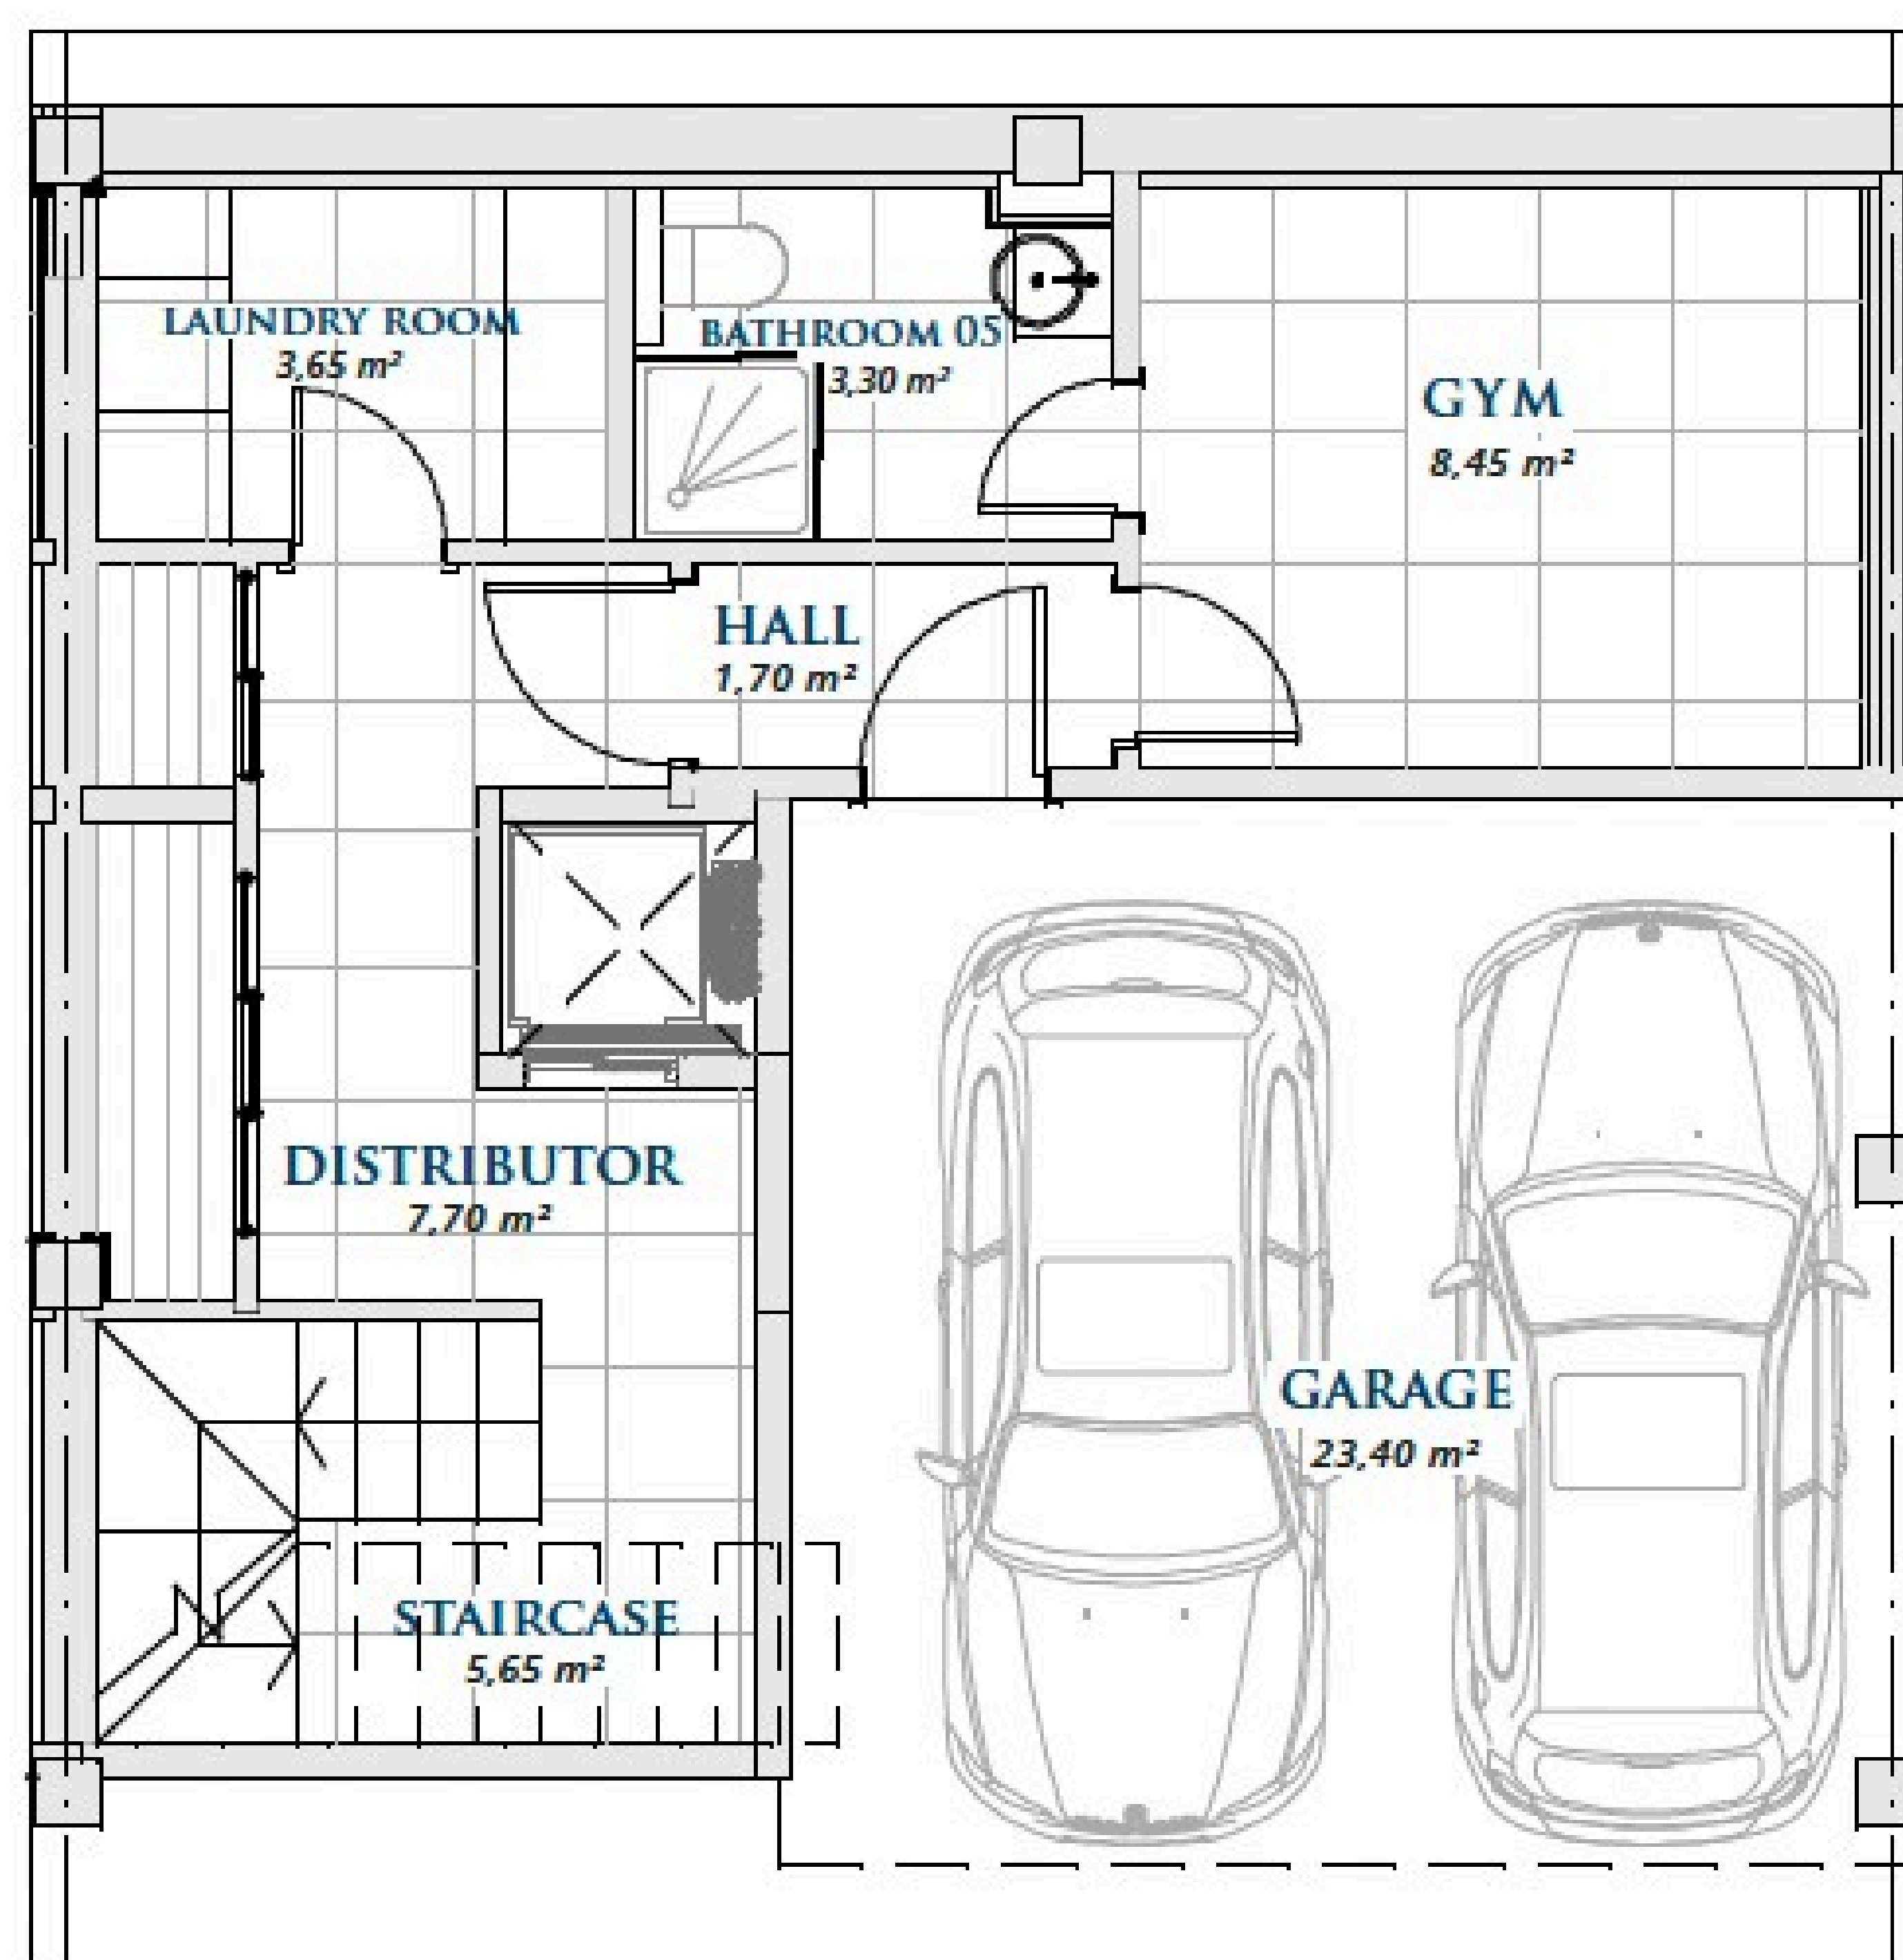 LAUNDRY ROOM
3,65 m²
BATHROOM 05
3,30 m²
GYM
8,45 m²
HALL
1,70 m²
DISTRIBUTOR
7,70 m²
GARAGE
23,40 m²
STAIRCASE
5,65 m²